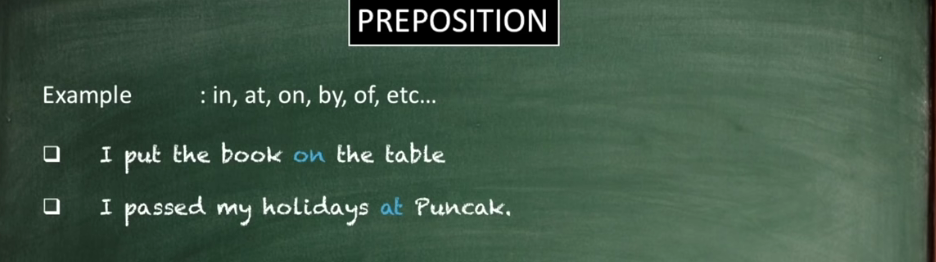 PREPOSITION
Example : in, at, on, by, of, etc...
❑ I put the book on the table
❑ I passed my holidays at Puncak.